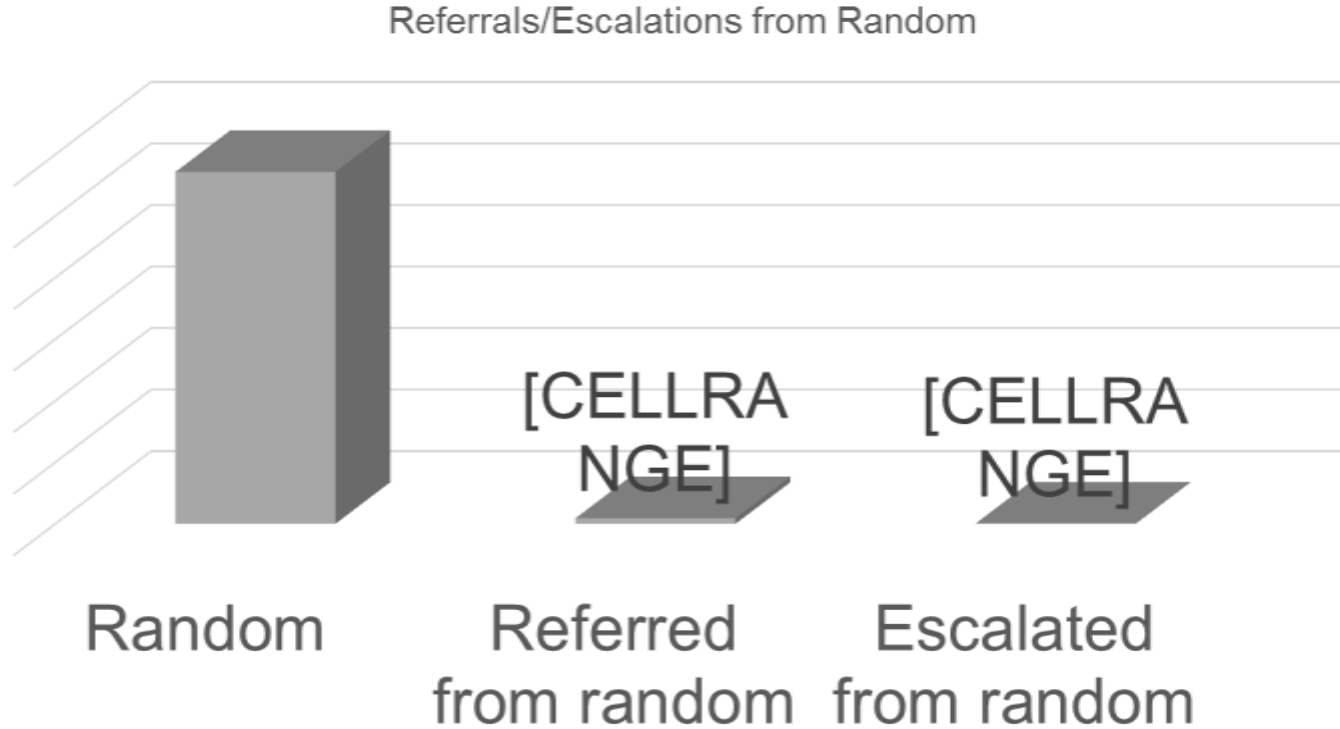 Referrals/Escalations from Random
[CELLRA
NGE]
[CELLRA
NGE]
Random
Referred
from random
Escalated
from random